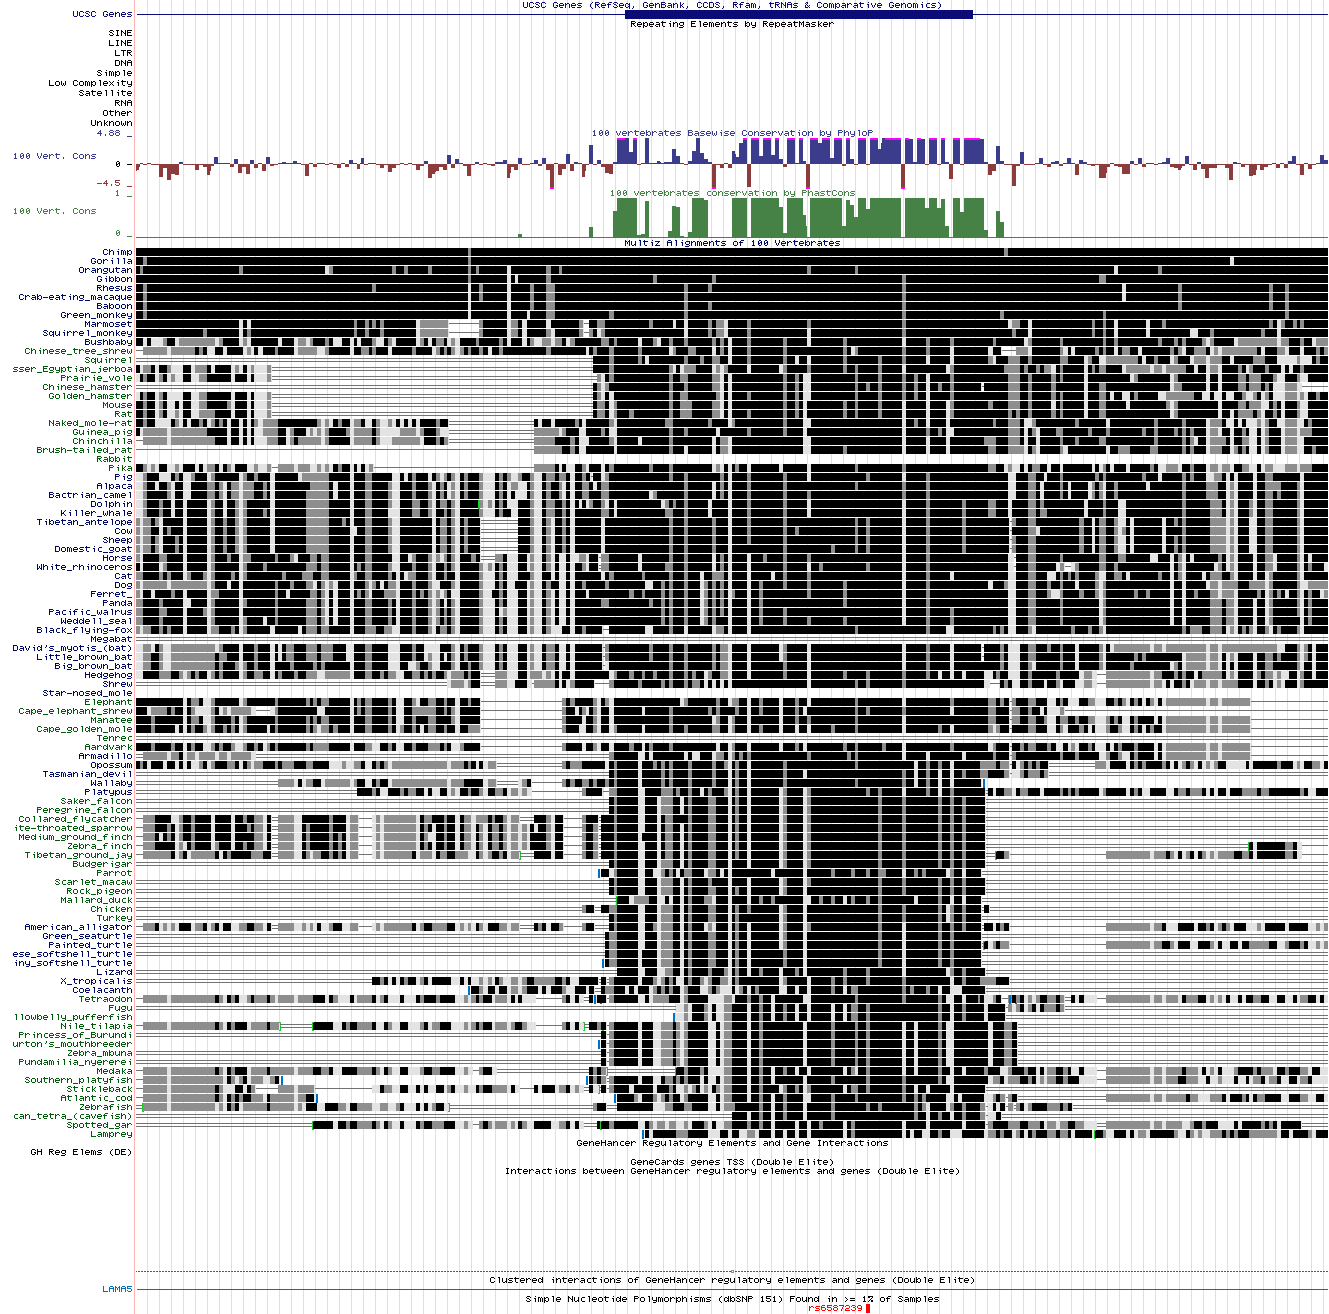 UCSC Genes (RefSeq, GenBank, CCDS, Rfam, tRNAs & Comparative Genomics)
UCSC Genes
Repeating Elements by RepeatMasker
SINE
LINE
LTR
DNA
Simple
Low Complexity
Satellite
RNA
Other
Unknown
4.88 _
100 vertebrates Basewise Conservation by PhyloP
100 Vert. Cons
0 _
-4.5 _
1 _
100 vertebrates conservation by PhastCons
100 Vert. Cons
0 _
Multiz Alignments of 100 Vertebrates
Chimp
Gorilla
Orangutan
Gibbon
Rhesus
Crab-eating_macaque
Baboon
Green_monkey
Marmoset
Squirrel_monkey
Bushbaby
Chinese_tree_shrew
Squirrel
sser_Egyptian_jerboa
Prairie_vole
Chinese_hamster
Golden_hamster
Mouse
Rat
Naked_mole-rat
Guinea_pig
Chinchilla
Brush-tailed_rat
Rabbit
Pika
Pig
Alpaca
Bactrian_camel
Dolphin
Killer_whale
Tibetan_antelope
Cow
Sheep
Domestic_goat
Horse
White_rhinoceros
Cat
Dog
Ferret_
Panda
Pacific_walrus
Weddell_seal
Black_flying-fox
Megabat
David's_myotis_(bat)
Little_brown_bat
Big_brown_bat
Hedgehog
Shrew
Star-nosed_mole
Elephant
Cape_elephant_shrew
Manatee
Cape_golden_mole
Tenrec
Aardvark
Armadillo
Opossum
Tasmanian_devil
Wallaby
Platypus
Saker_falcon
Peregrine_falcon
Collared_flycatcher
ite-throated_sparrow
Medium_ground_finch
Zebra_finch
Tibetan_ground_jay
Budgerigar
Parrot
Scarlet_macaw
Rock_pigeon
Mallard_duck
Chicken
Turkey
American_alligator
Green_seaturtle
Painted_turtle
ese_softshell_turtle
iny_softshell_turtle
Lizard
X_tropicalis
Coelacanth
Tetraodon
Fugu
llowbelly_pufferfish
Nile_tilapia
Princess_of_Burundi
urton's_mouthbreeder
Zebra_mbuna
Pundamilia_nyererei
Medaka
Southern_platyfish
Stickleback
Atlantic_cod
Zebrafish
can_tetra_(cavefish)
Spotted_gar
Lamprey
GeneHancer Regulatory Elements and Gene Interactions
GH Reg Elems (DE)
GeneCards genes TSS (Double Elite)
Interactions between GeneHancer regulatory elements and genes (Double Elite)
Clustered interactions of GeneHancer regulatory elements and genes (Double Elite)
LAMA5
Simple Nucleotide Polymorphisms (dbSNP 151) Found in >= 1% of Samples
rs6587239